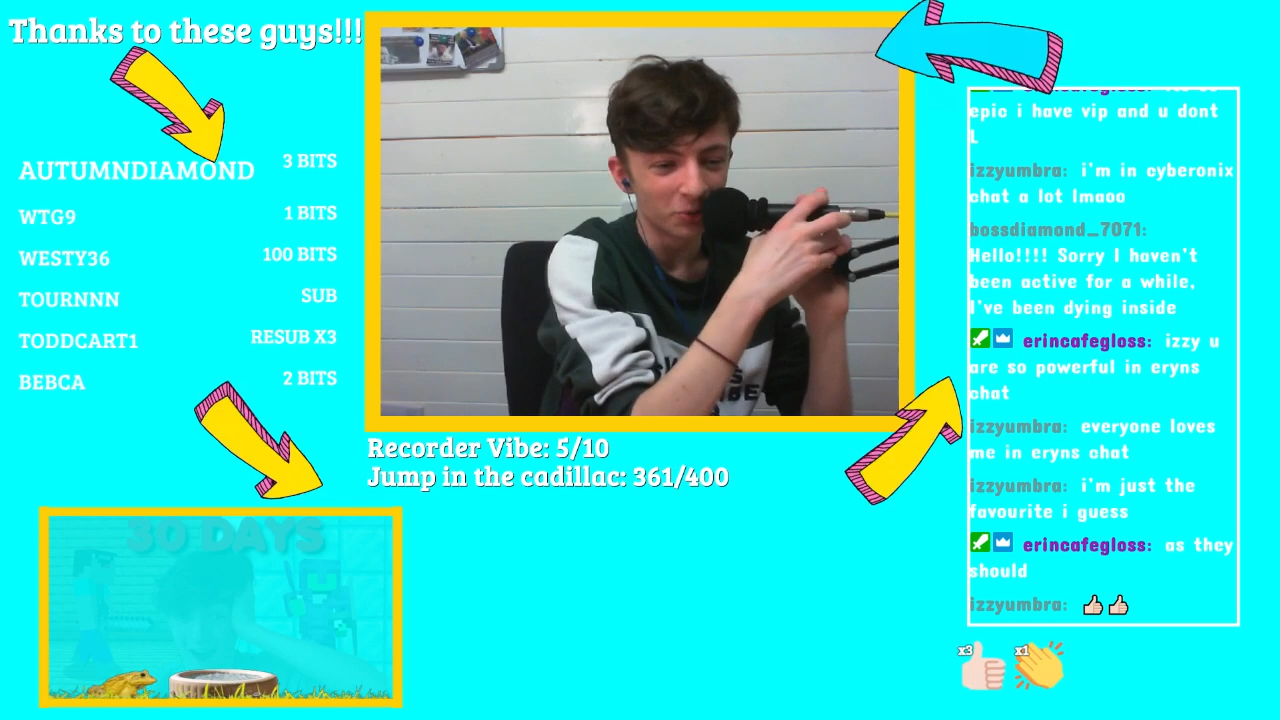 Thanks to these guys!!!
AUTUMNDIAMOND 3 BITS
WTG9 1 BITS
WESTY36 100 BITS
TOURNNN SUB
TODDCART1 RESUB X3
BEBCA 2 BITS
30 DAYS
Recorder Vibe: 5/10
Jump in the cadillac: 361/400
epic i have vip and u dont
L
izzyumbra: i'm in cyberonix
chat a lot lmaoo
bossdiamond_7071:
Hello!!!! Sorry I haven't
been active for a while,
I've been dying inside
erincafegloss: izzy u
are so powerful in eryns
chat
izzyumbra: everyone loves
me in eryns chat
izzyumbra: i'm just the
favourite i guess
erincafegloss: as they
should
izzyumbra:
x3 x1